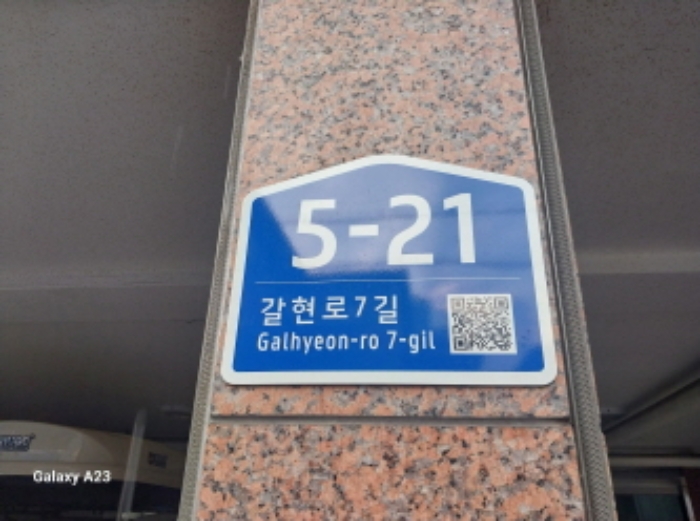 5-21
갈현로7길
Galhyeon-ro 7-gil
Galaxy A23